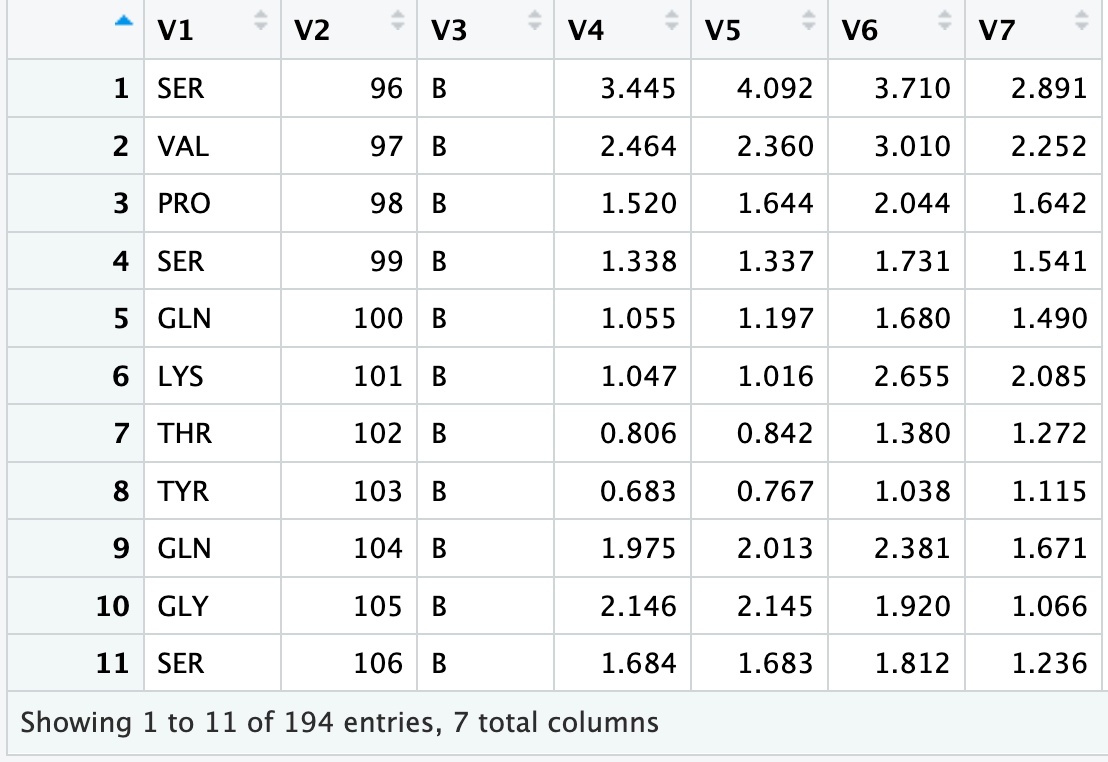 V1 V2 V3 V4 V5 V6 V7
1 SER 96 B 3.445 4.092 3.710 2.891
2 VAL 97 B 2.464 2.360 3.010 2.252
3 PRO 98 B 1.520 1.644 2.044 1.642
4 SER 99 B 1.338 1.337 1.731 1.541
5 GLN 100 B 1.055 1.197 1.680 1.490
6 LYS 101 B 1.047 1.016 2.655 2.085
7 THR 102 B 0.806 0.842 1.380 1.272
8 TYR 103 B 0.683 0.767 1.038 1.115
9 GLN 104 B 1.975 2.013 2.381 1.671
10 GLY 105 B 2.146 2.145 1.920 1.066
11 SER 106 B 1.684 1.683 1.812 1.236
Showing 1 to 11 of 194 entries, 7 total columns